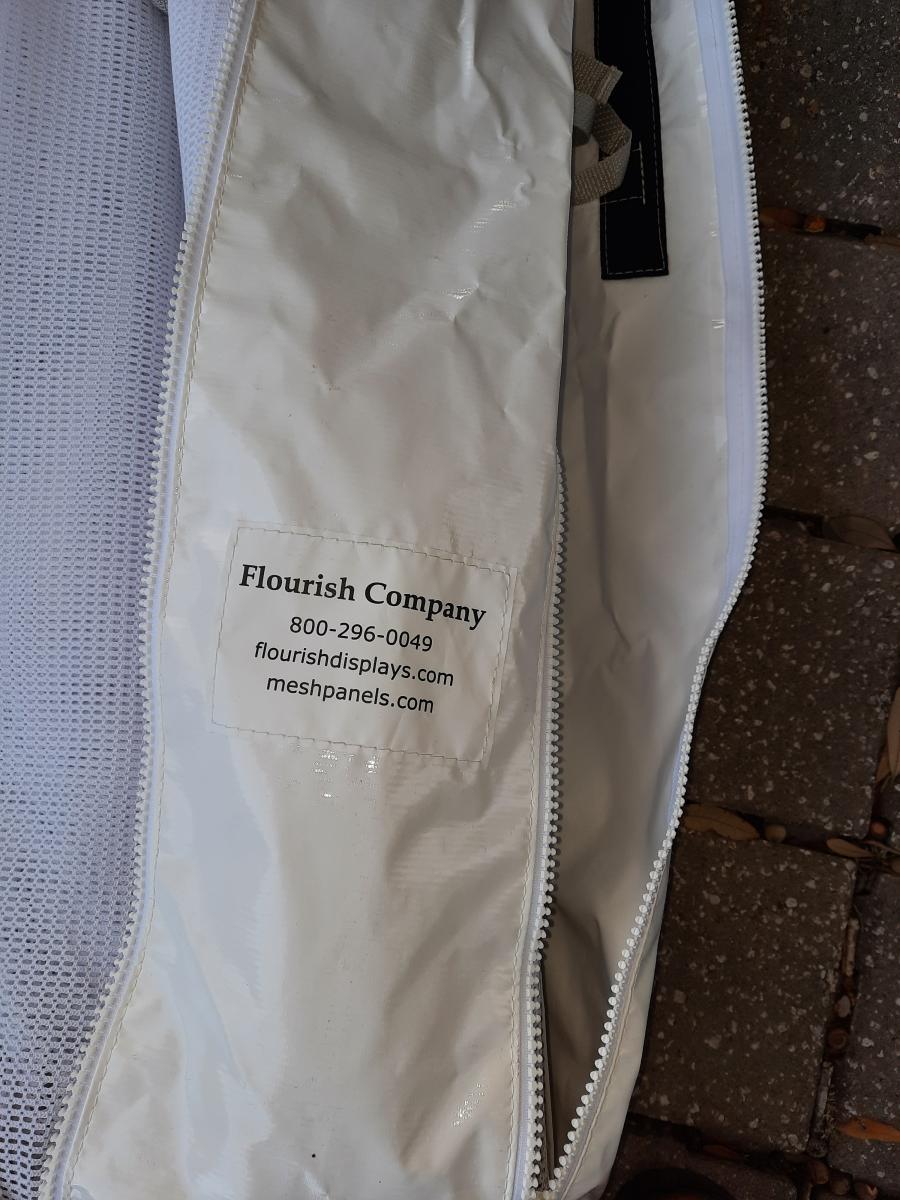 Flourish Company
800-296-0049
flourishdisplays.com
meshpanels.com